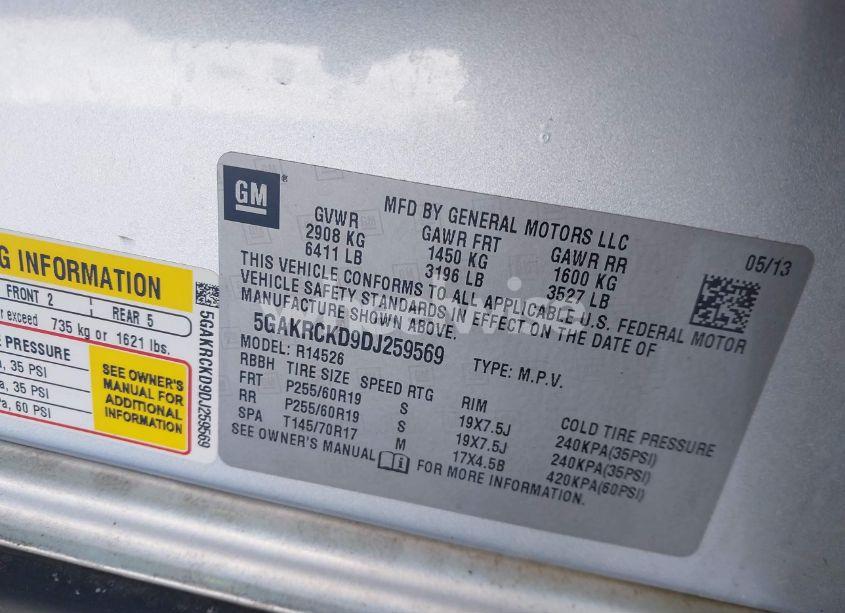 GM
MFD BY GENERAL MOTORS LLC
05/13
GVWR GAWR FRT GAWR RR
2908 KG 1450 KG 1600 KG
6411 LB 3196 LB 3527 LB
THIS VEHICLE CONFORMS TO ALL APPLICABLE U.S. FEDERAL MOTOR
VEHICLE SAFETY STANDARDS IN EFFECT ON THE DATE OF
MANUFACTURE SHOWN ABOVE.
5GAKRCKD9DJ259569
MODEL: R14526 TYPE: M.P.V.
RBBH TIRE SIZE SPEED RTG RIM COLD TIRE PRESSURE
FRT P255/60R19 S 19X7.5J 240KPA(35PSI)
RR P255/60R19 S 19X7.5J 240KPA(35PSI)
SPA T145/70R17 M 17X4.5B 420KPA(60PSI)
SEE OWNER'S MANUAL FOR MORE INFORMATION.
INFORMATION
FRONT 2 REAR 5
exceed 735 kg or 1621 lbs.
PRESSURE
35 PSI
35 PSI
60 PSI
SEE OWNER'S
MANUAL FOR
ADDITIONAL
INFORMATION
5GAKRCKD9DJ259569